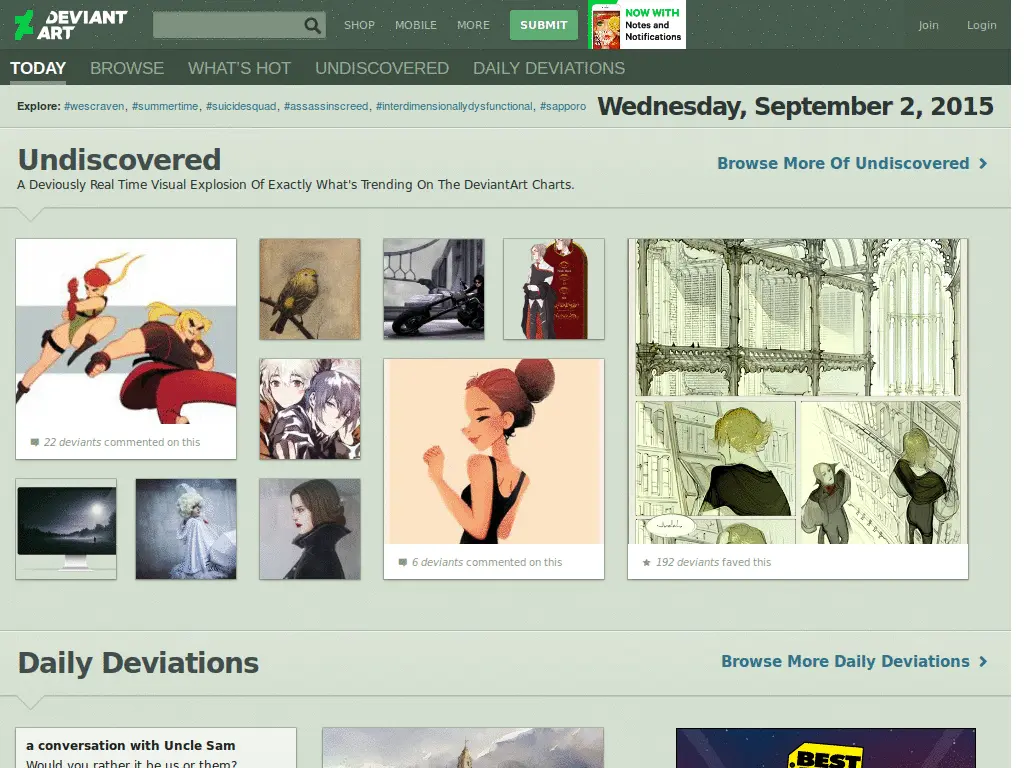 DEVIANT ART
SHOP MOBILE MORE SUBMIT
NOW WITH
Notes and
Notifications
Join Login
TODAY BROWSE WHAT'S HOT UNDISCOVERED DAILY DEVIATIONS
Explore: #wescraven, #summertime, #suicidesquad, #assassinscreed, #interdimensionallydysfunctional, #sapporo
Wednesday, September 2, 2015
Undiscovered
Browse More Of Undiscovered
A Deviously Real Time Visual Explosion Of Exactly What's Trending On The DeviantArt Charts.
22 deviants commented on this
6 deviants commented on this
192 deviants faved this
Daily Deviations
Browse More Daily Deviations
a conversation with Uncle Sam
Would you rather it be us or them?
BEST